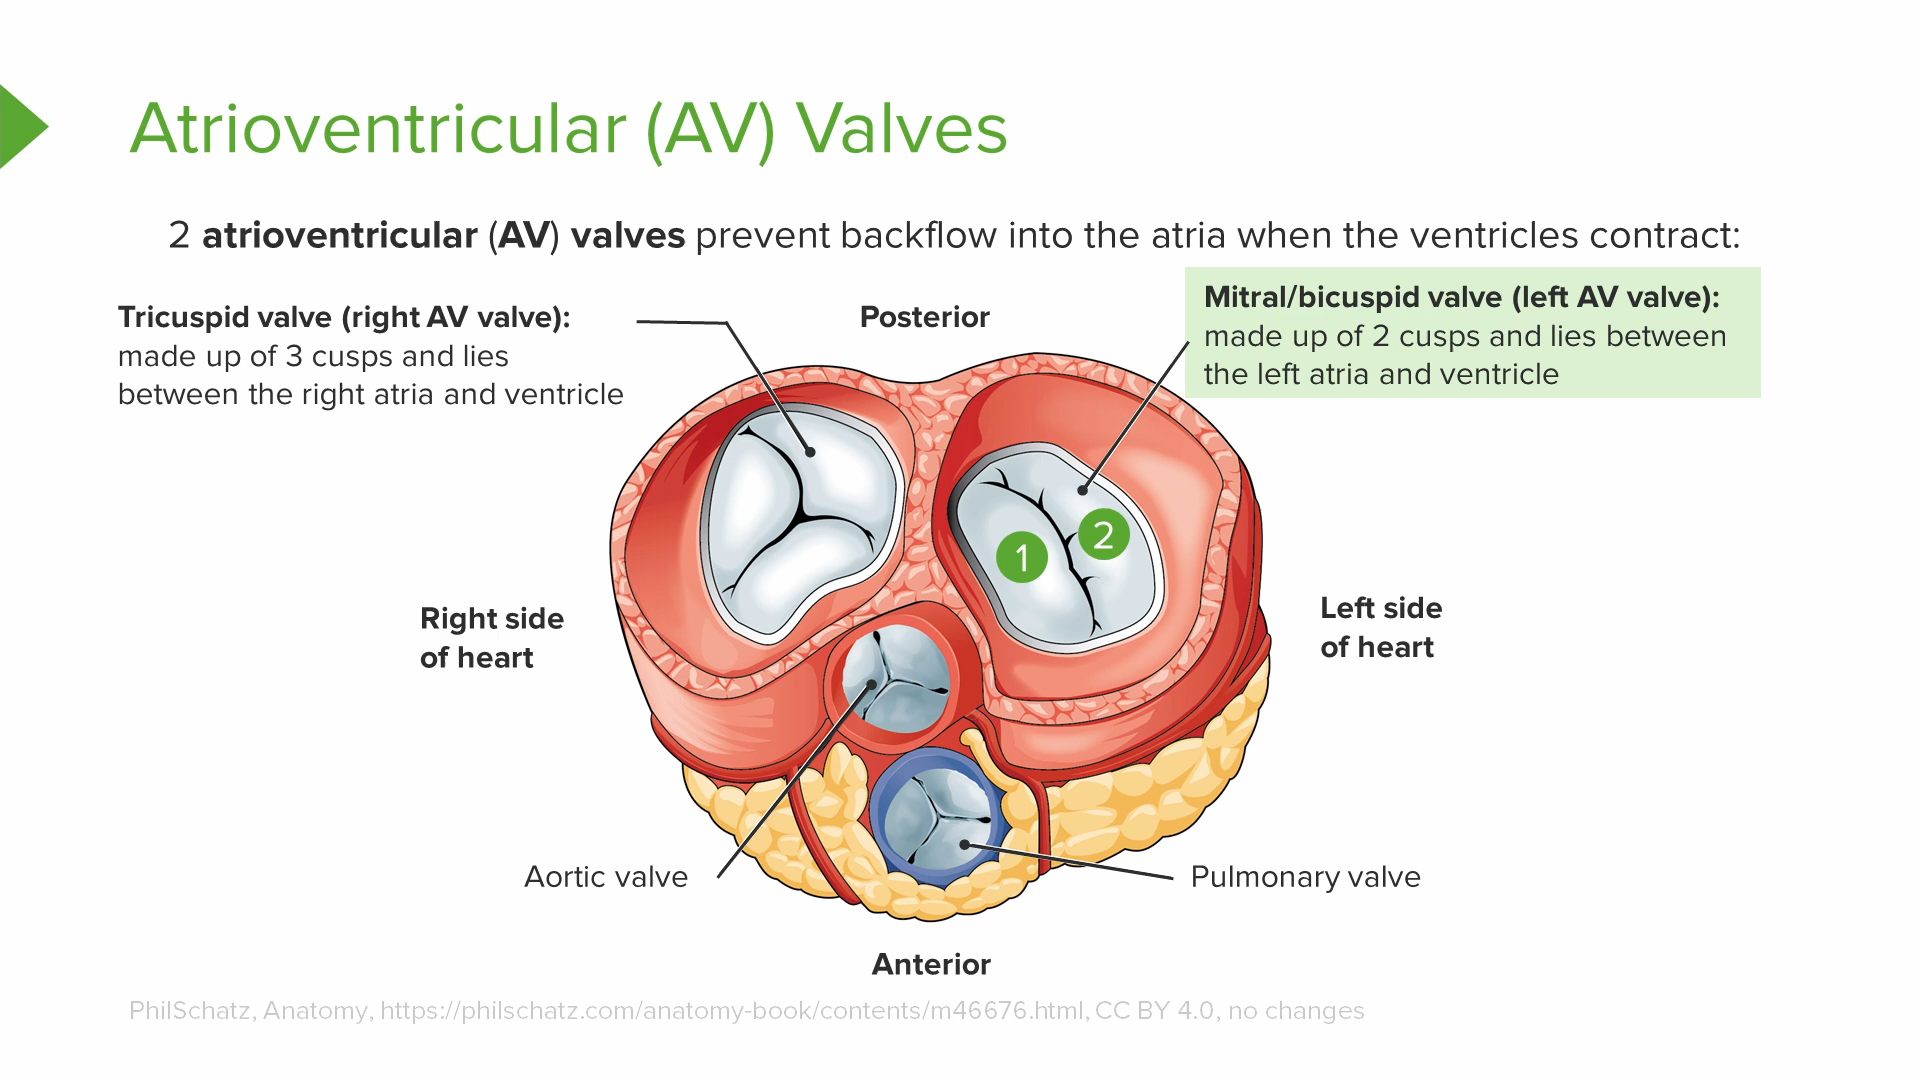 Atrioventricular (AV) Valves
2 atrioventricular (AV) valves prevent backflow into the atria when the ventricles contract:
Tricuspid valve (right AV valve):
made up of 3 cusps and lies
between the right atria and ventricle
Posterior
Mitral/bicuspid valve (left AV valve):
made up of 2 cusps and lies between
the left atria and ventricle
1
2
Right side
of heart
Left side
of heart
Aortic valve
Pulmonary valve
Anterior
PhilSchatz, Anatomy, https://philschatz.com/anatomy-book/contents/m46676.html, CC BY 4.0, no changes